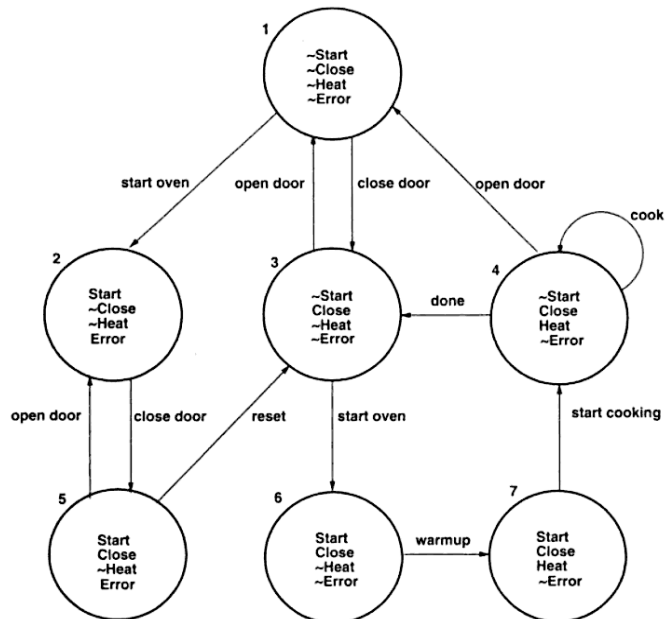 1
~Start
~Close
~Heat
~Error
start oven
open door
close door
open door
cook
2
Start
~Close
~Heat
Error
3
~Start
Close
~Heat
~Error
done
4
~Start
Close
Heat
~Error
open door
close door
reset
start oven
start cooking
5
Start
Close
~Heat
Error
6
Start
Close
~Heat
~Error
warmup
7
Start
Close
Heat
~Error